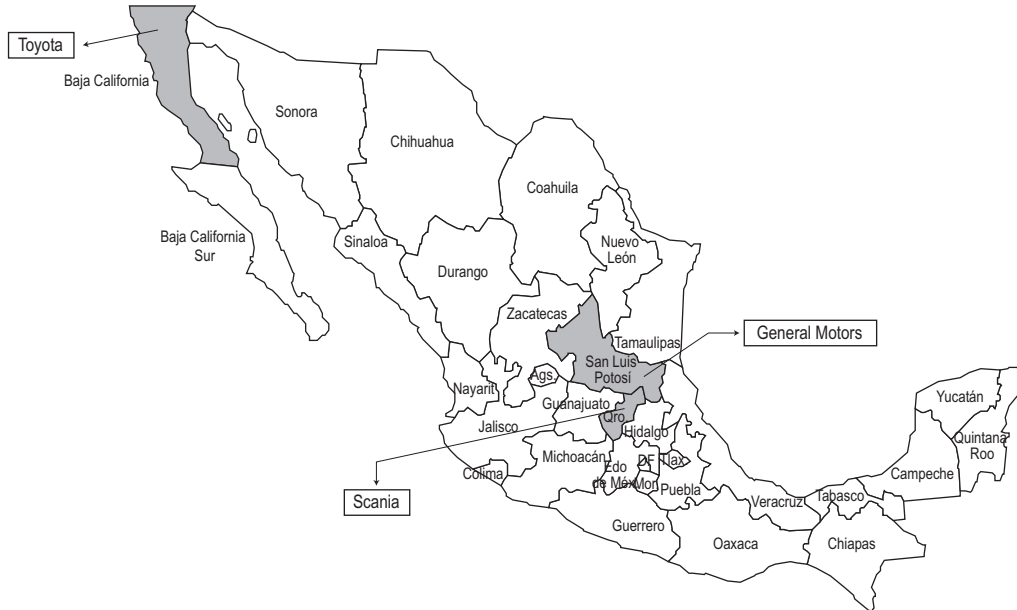 Toyota
Baja California
Sonora
Chihuahua
Coahuila
Baja California
Sur
Sinaloa
Nuevo
León
Durango
Zacatecas
General Motors
Tamaulipas
San Luis
Potosí
Ags.
Nayarit
Guanajuato
Qro.
Jalisco
Hidalgo
Yucatán
Quintana
Roo
Michoacán
DF
Tlax.
Edo
de Méx
Mor.
Puebla
Colima
Campeche
Scania
Veracruz
Tabasco
Guerrero
Oaxaca
Chiapas